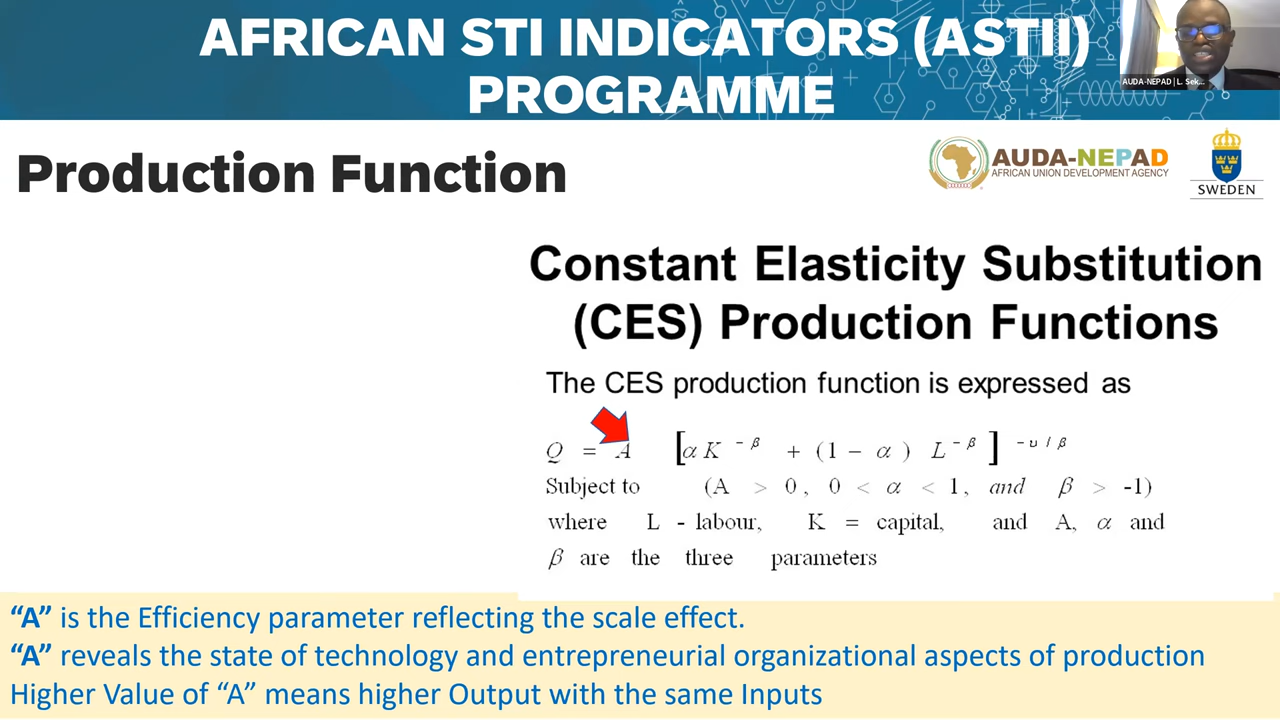 AFRICAN STI INDICATORS (ASTII)
PROGRAMME
AUDA-NEPAD | L. Sek...
Production Function
AUDA-NEPAD
AFRICAN UNION DEVELOPMENT AGENCY
SWEDEN
Constant Elasticity Substitution
(CES) Production Functions
The CES production function is expressed as
Q = A [α K ^{- β} + (1 – α ) L ^{- β} ] ^{- υ / β}
Subject to (A > 0 , 0 < α < 1, and β > -1)
where L - labour, K = capital, and A, α and
β are the three parameters
“A” is the Efficiency parameter reflecting the scale effect.
“A” reveals the state of technology and entrepreneurial organizational aspects of production
Higher Value of “A” means higher Output with the same Inputs